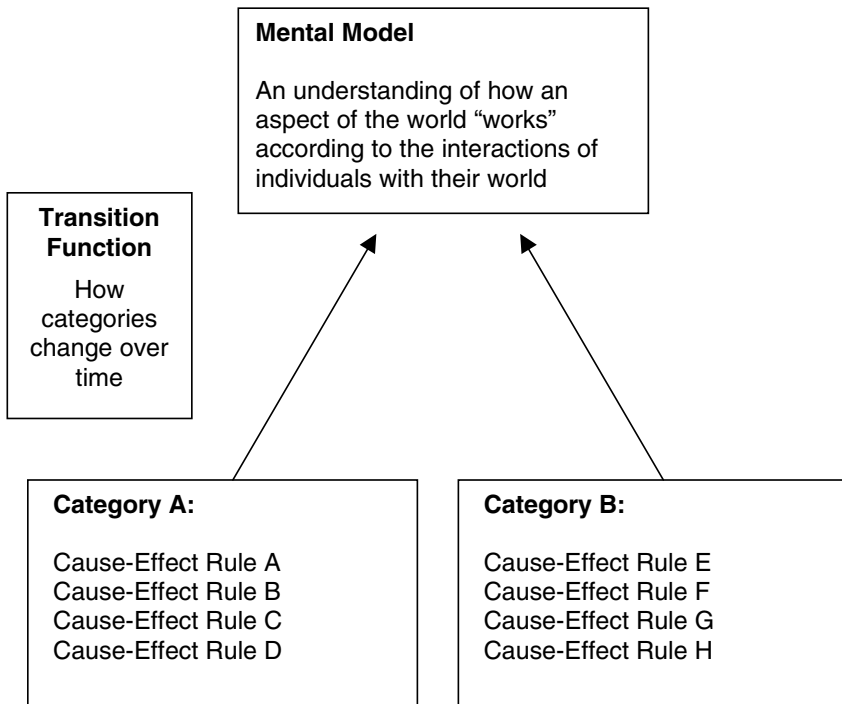 Mental Model
An understanding of how an
aspect of the world “works”
according to the interactions of
individuals with their world
Transition
Function
How
categories
change over
time
Category A:
Cause-Effect Rule A
Cause-Effect Rule B
Cause-Effect Rule C
Cause-Effect Rule D
Category B:
Cause-Effect Rule E
Cause-Effect Rule F
Cause-Effect Rule G
Cause-Effect Rule H